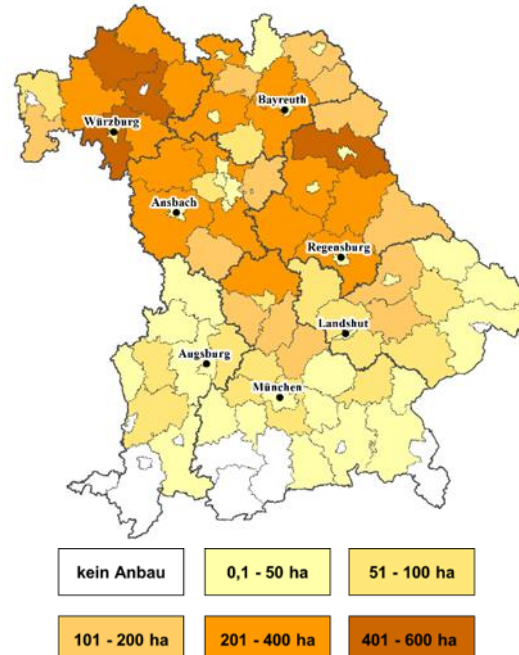 Bayreuth
Würzburg
Ansbach
Regensburg
Landshut
Augsburg
München
kein Anbau
0,1 - 50 ha
51 - 100 ha
101 - 200 ha
201 - 400 ha
401 - 600 ha